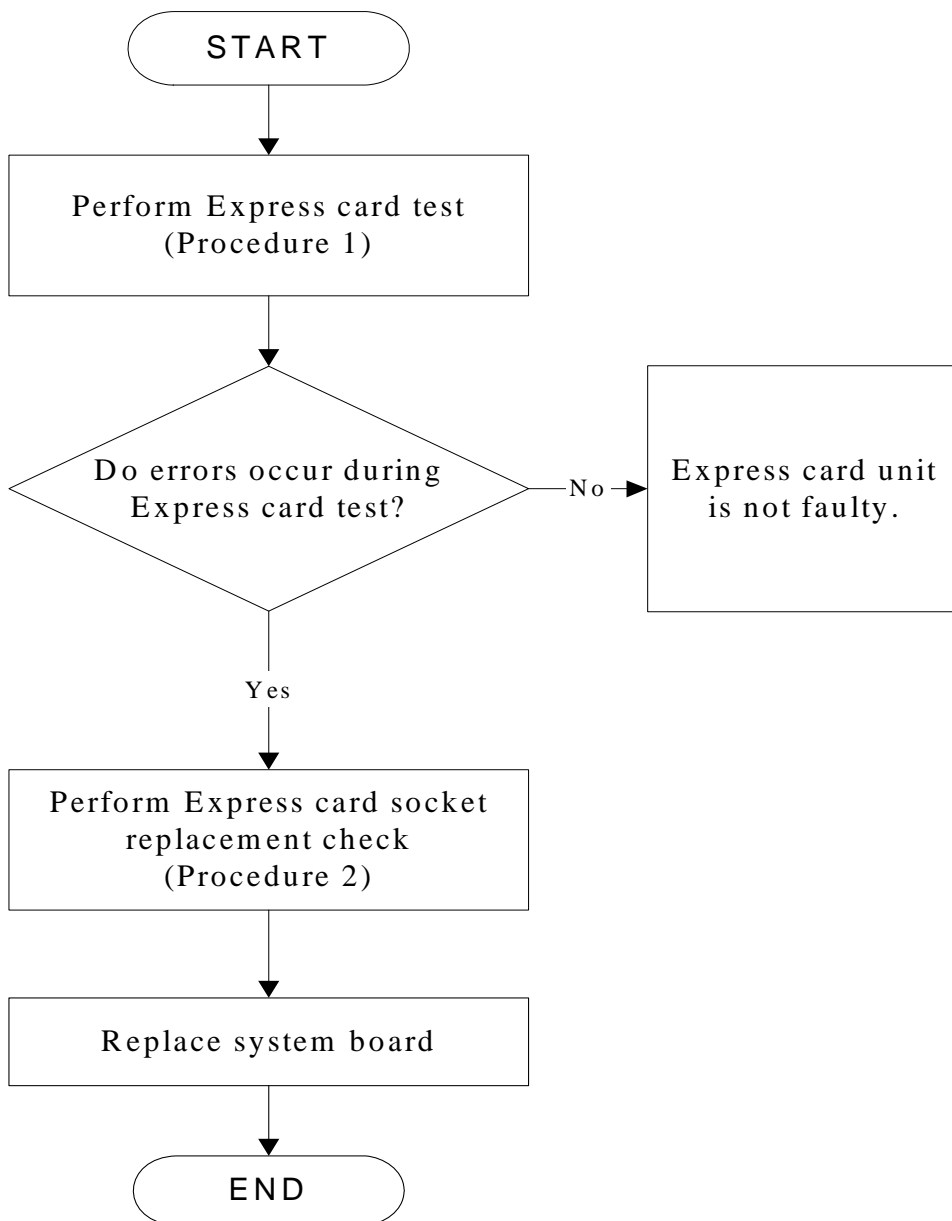 START
Perform Express card test
(Procedure 1)
Do errors occur during
Express card test?
No
Express card unit
is not faulty.
Yes
Perform Express card socket
replacement check
(Procedure 2)
Replace system board
END